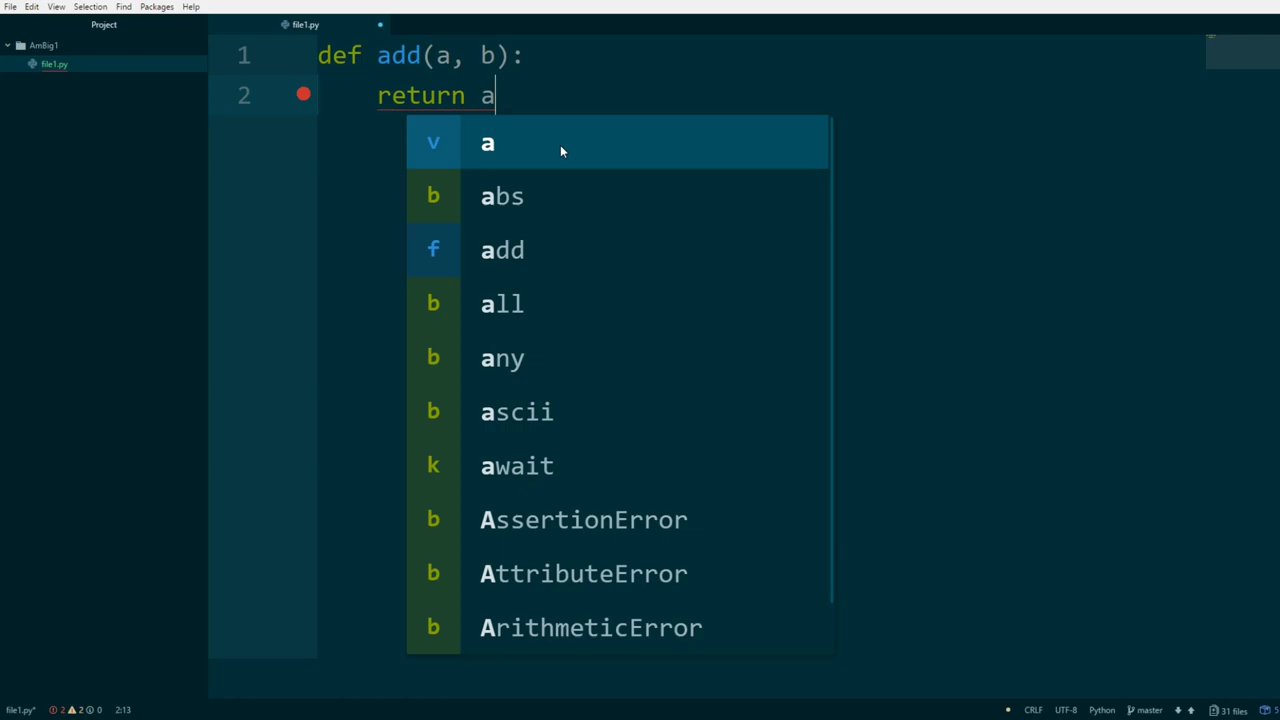 File Edit View Selection Find Packages Help
Project
file1.py
AmBig1
file1.py
1 def add(a, b):
2 return a
v a
b abs
f add
b all
b any
b ascii
k await
b AssertionError
b AttributeError
b ArithmeticError
file1.py* 2 2 0 2:13 CRLF UTF-8 Python master 31 files 5